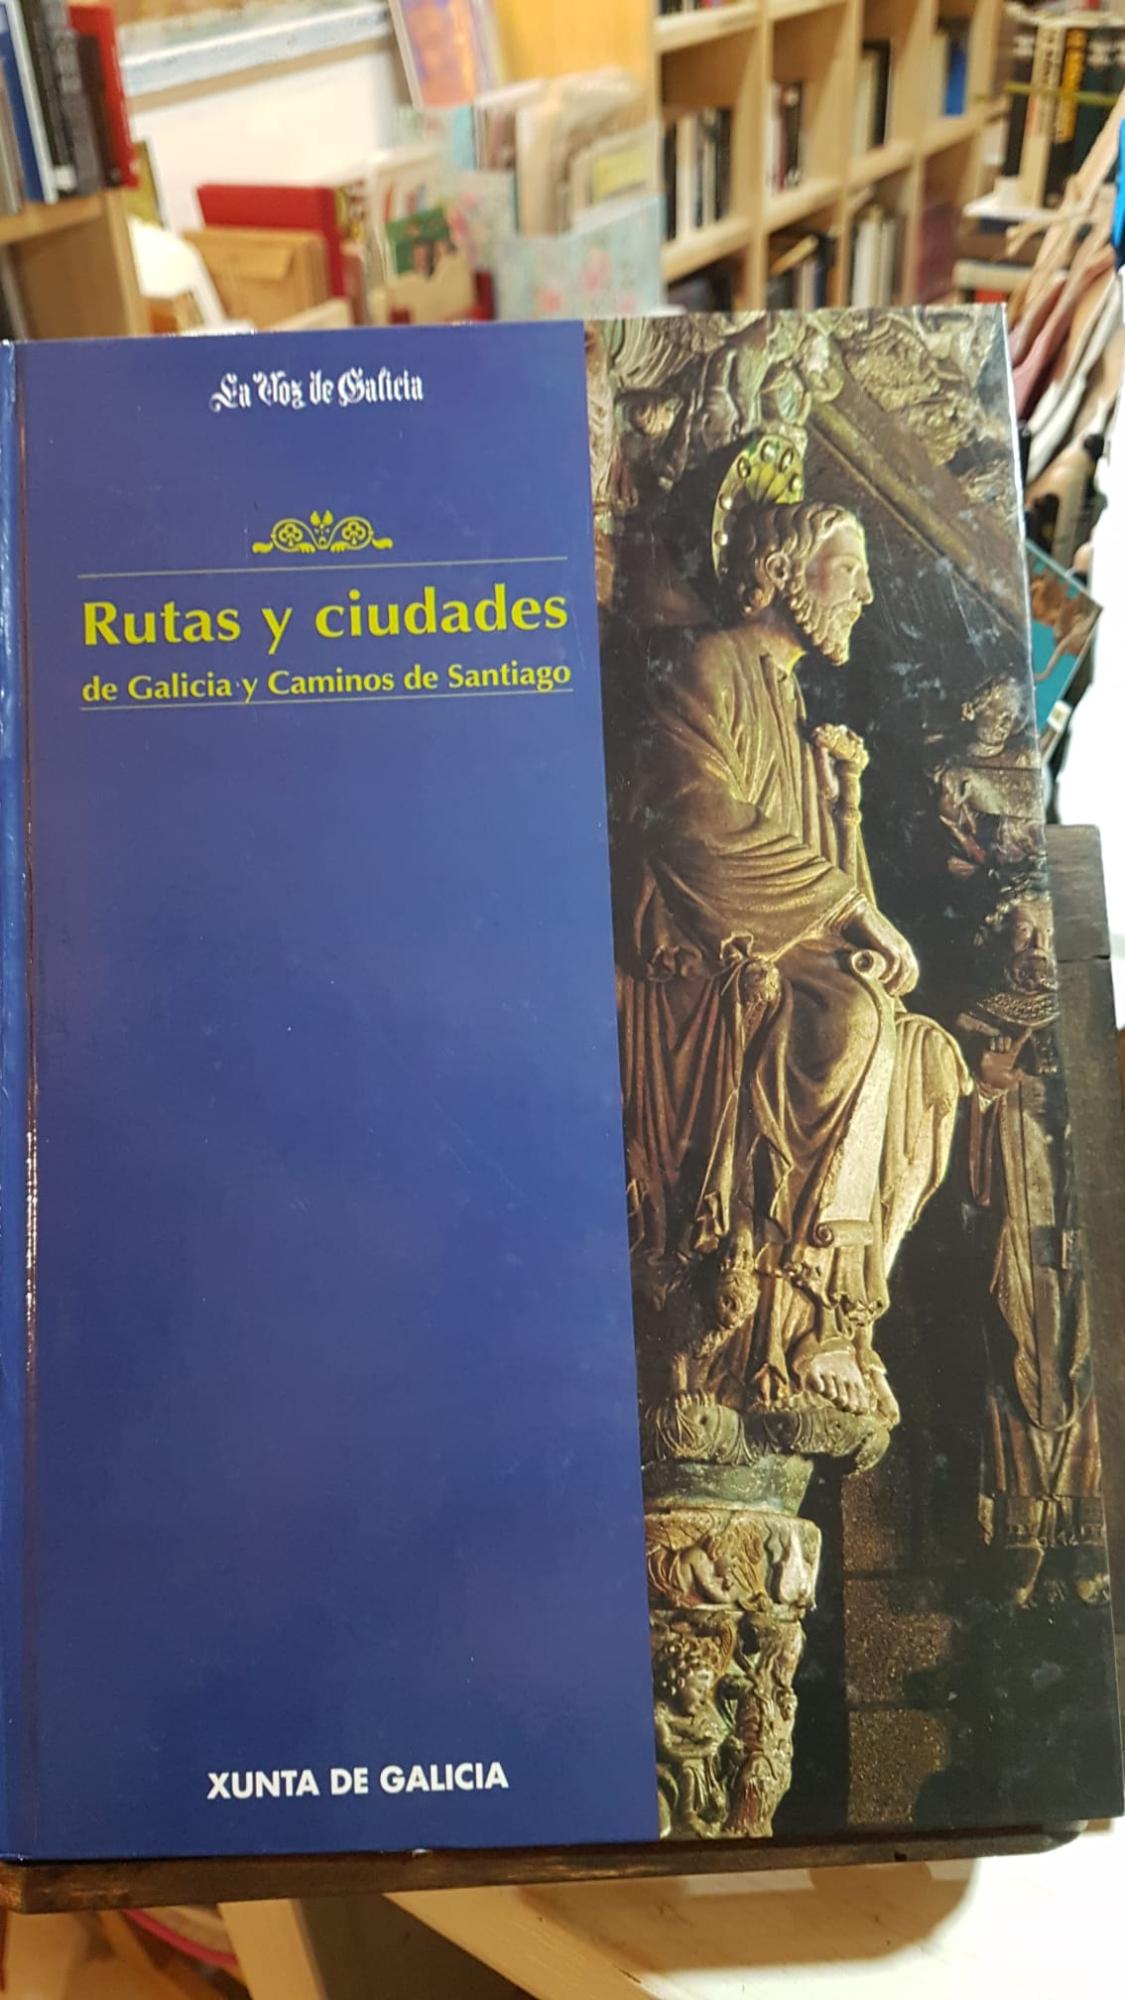 La Voz de Galicia
Rutas y ciudades
de Galicia y Caminos de Santiago
XUNTA DE GALICIA